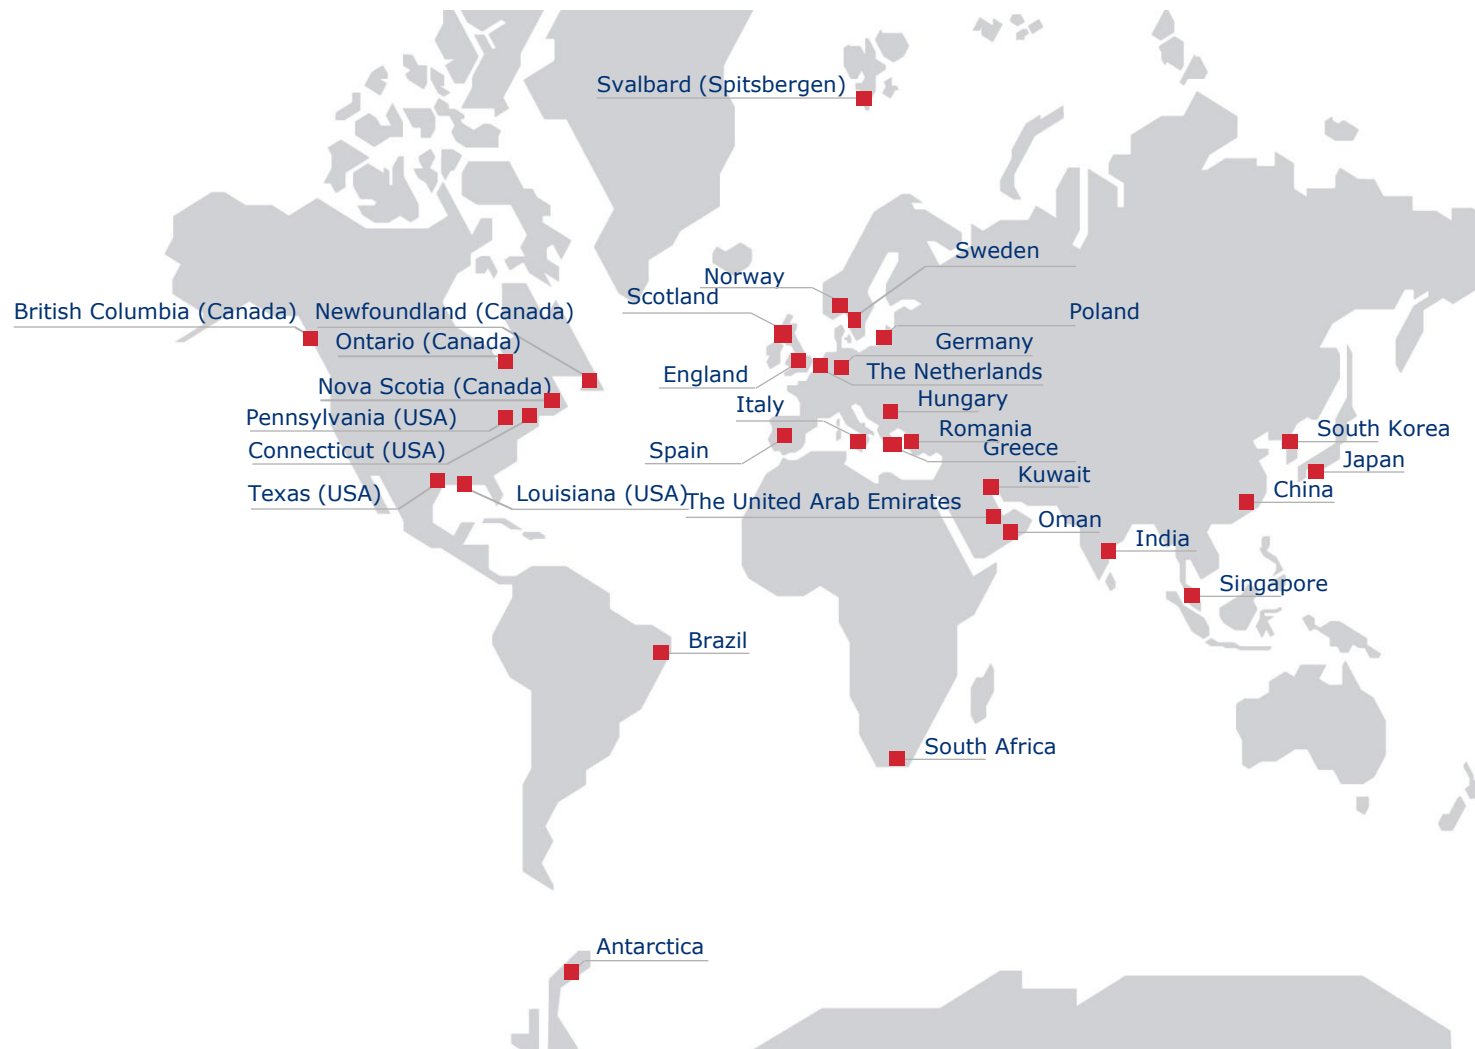 Svalbard (Spitsbergen)
Sweden
Norway
Scotland
British Columbia (Canada)
Newfoundland (Canada)
Poland
Ontario (Canada)
Germany
England
The Netherlands
Nova Scotia (Canada)
Italy
Hungary
Pennsylvania (USA)
Romania
South Korea
Connecticut (USA)
Spain
Greece
Japan
Kuwait
Texas (USA)
Louisiana (USA)
The United Arab Emirates
China
Oman
India
Singapore
Brazil
South Africa
Antarctica